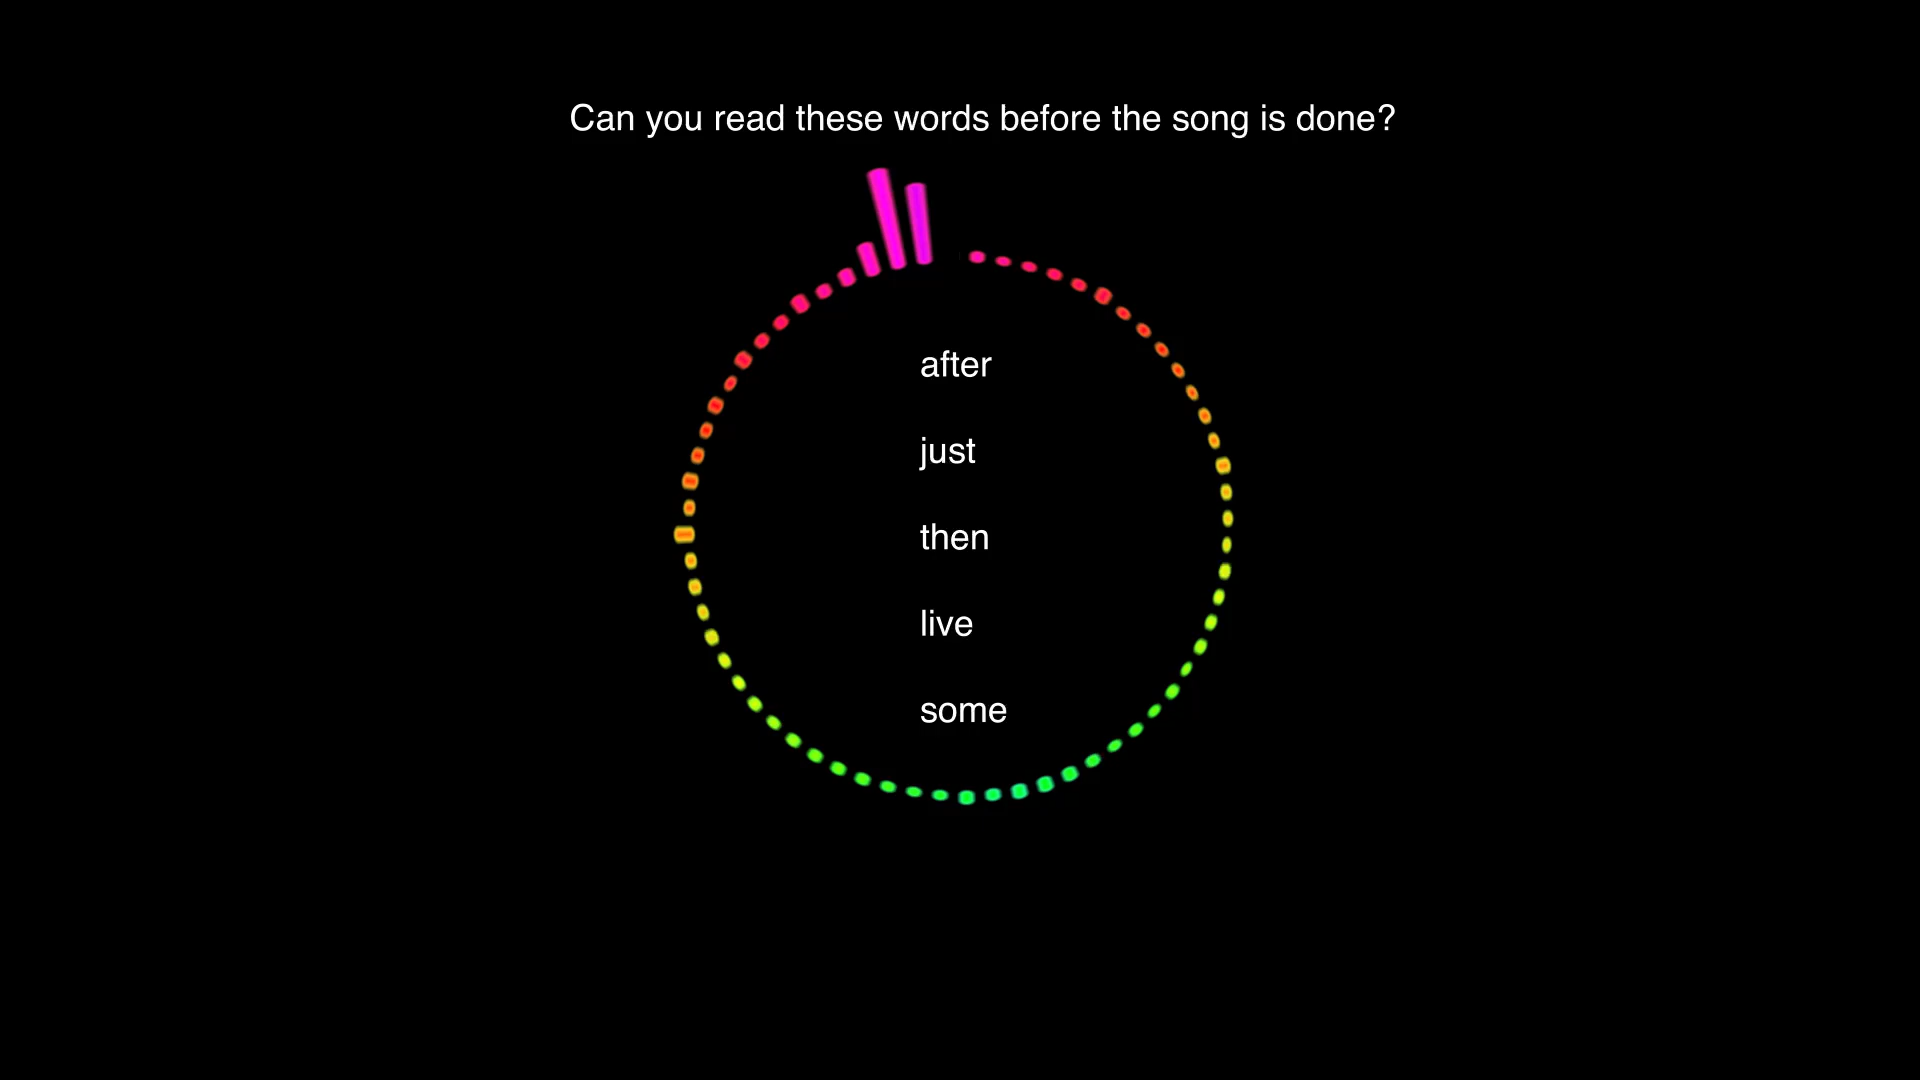 Can you read these words before the song is done?
after
just
then
live
some